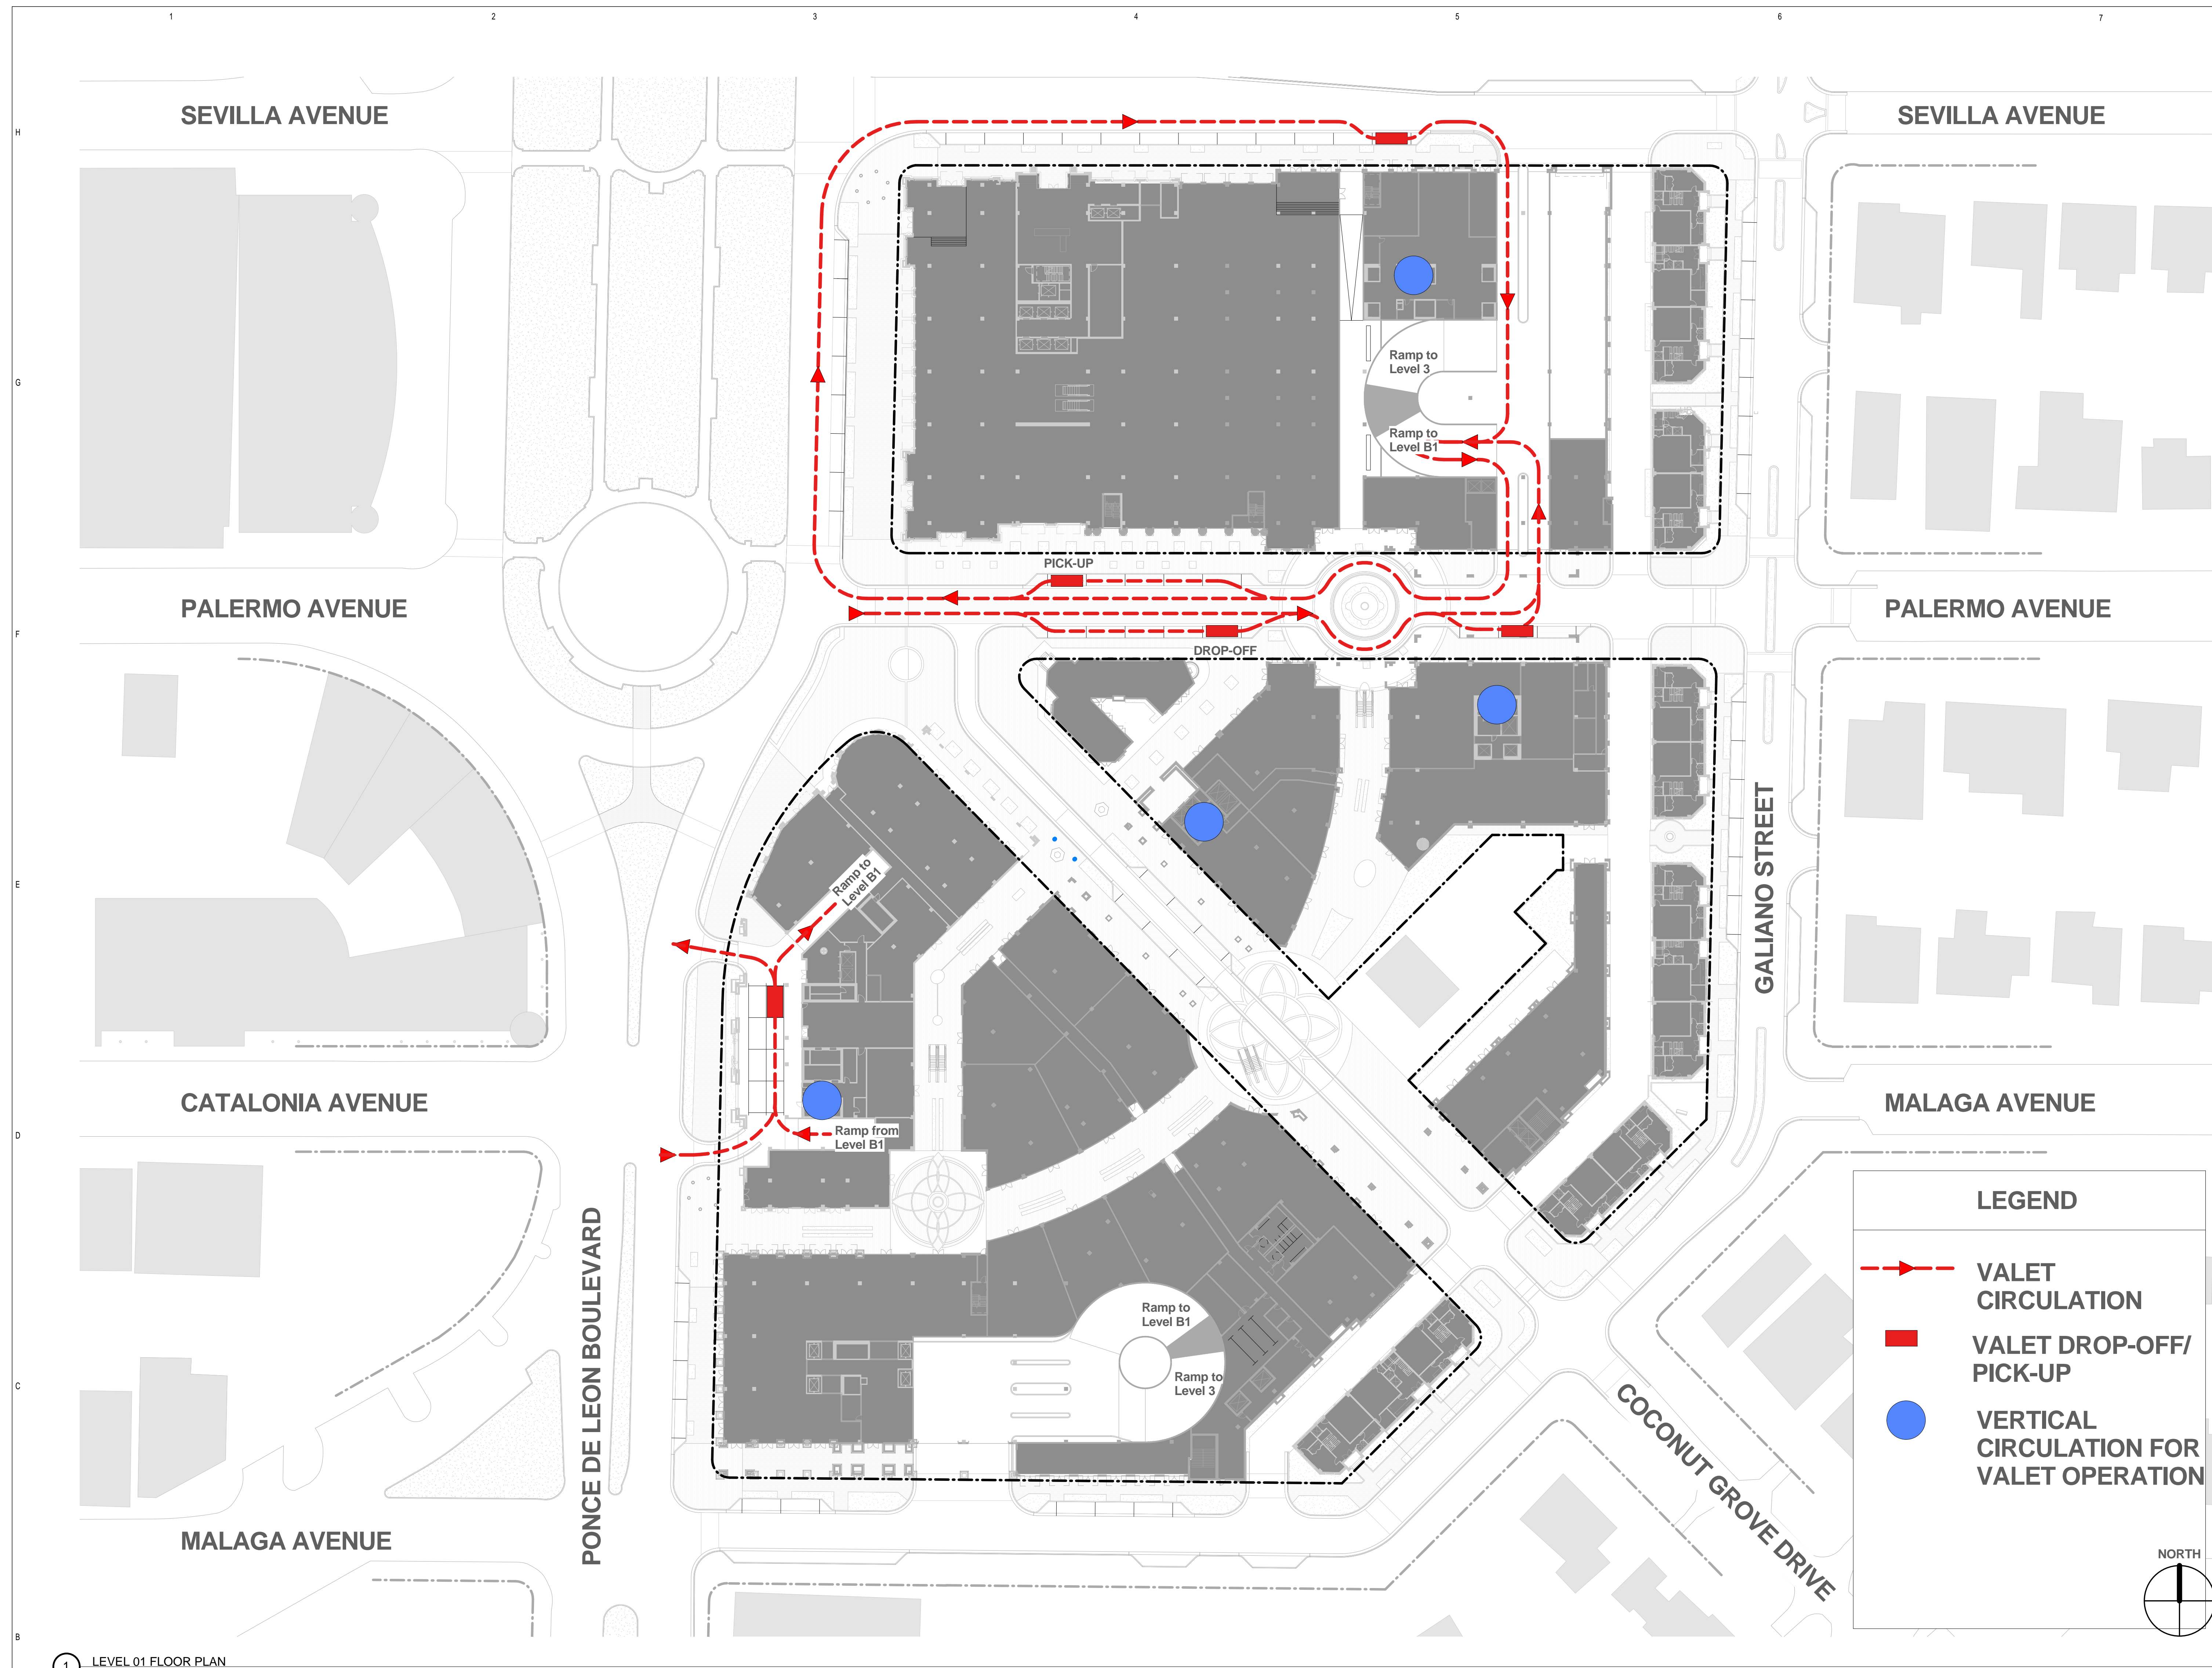 1 2 3 4 5 6 7
SEVILLA AVENUE
SEVILLA AVENUE
H
Ramp to
Level 3
G
Ramp to
Level B1
PICK-UP
PALERMO AVENUE
PALERMO AVENUE
F
DROP-OFF
GALIANO STREET
Ramp to
Level B1
E
CATALONIA AVENUE
MALAGA AVENUE
Ramp from
Level B1
D
PONCE DE LEON BOULEVARD
Ramp to
Level B1
Ramp to
Level 3
C
COCONUT GROVE DRIVE
MALAGA AVENUE
LEGEND
VALET
CIRCULATION
VALET DROP-OFF/
PICK-UP
VERTICAL
CIRCULATION FOR
VALET OPERATION
NORTH
B
1 LEVEL 01 FLOOR PLAN